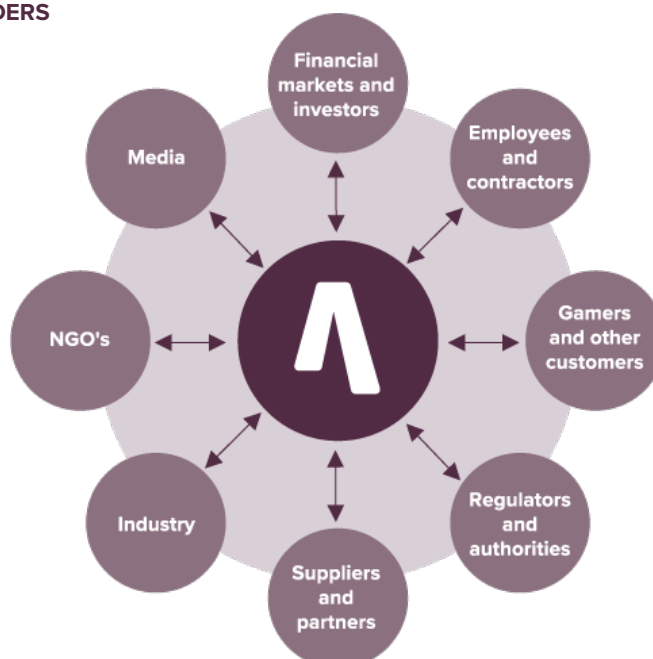 DERS
Financial
markets and
investors
Employees
and
contractors
Gamers
and other
customers
Regulators
and
authorities
Suppliers
and
partners
Industry
NGO's
Media